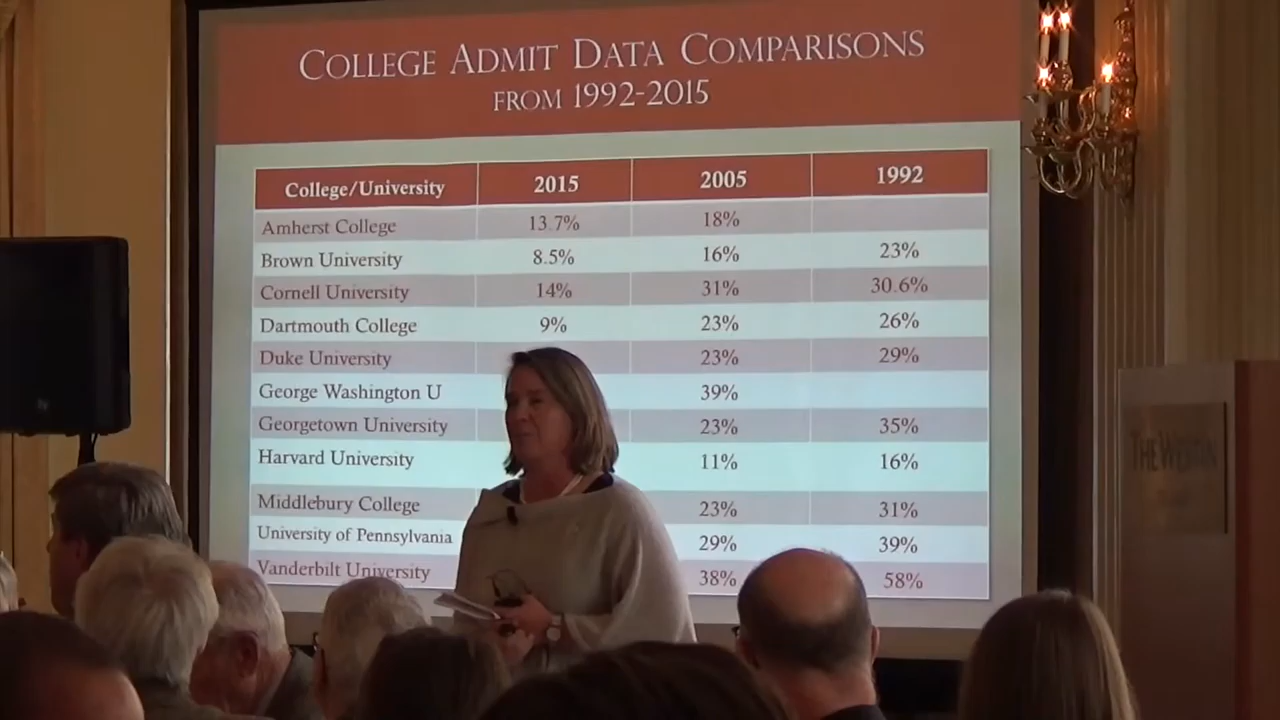 COLLEGE ADMIT DATA COMPARISONS
FROM 1992-2015
College/University 2015 2005 1992
Amherst College 13.7% 18%
Brown University 8.5% 16% 23%
Cornell University 14% 31% 30.6%
Dartmouth College 9% 23% 26%
Duke University 23% 29%
George Washington U 39%
Georgetown University 23% 35%
Harvard University 11% 16%
Middlebury College 23% 31%
University of Pennsylvania 29% 39%
Vanderbilt University 38% 58%
THE WESTIN